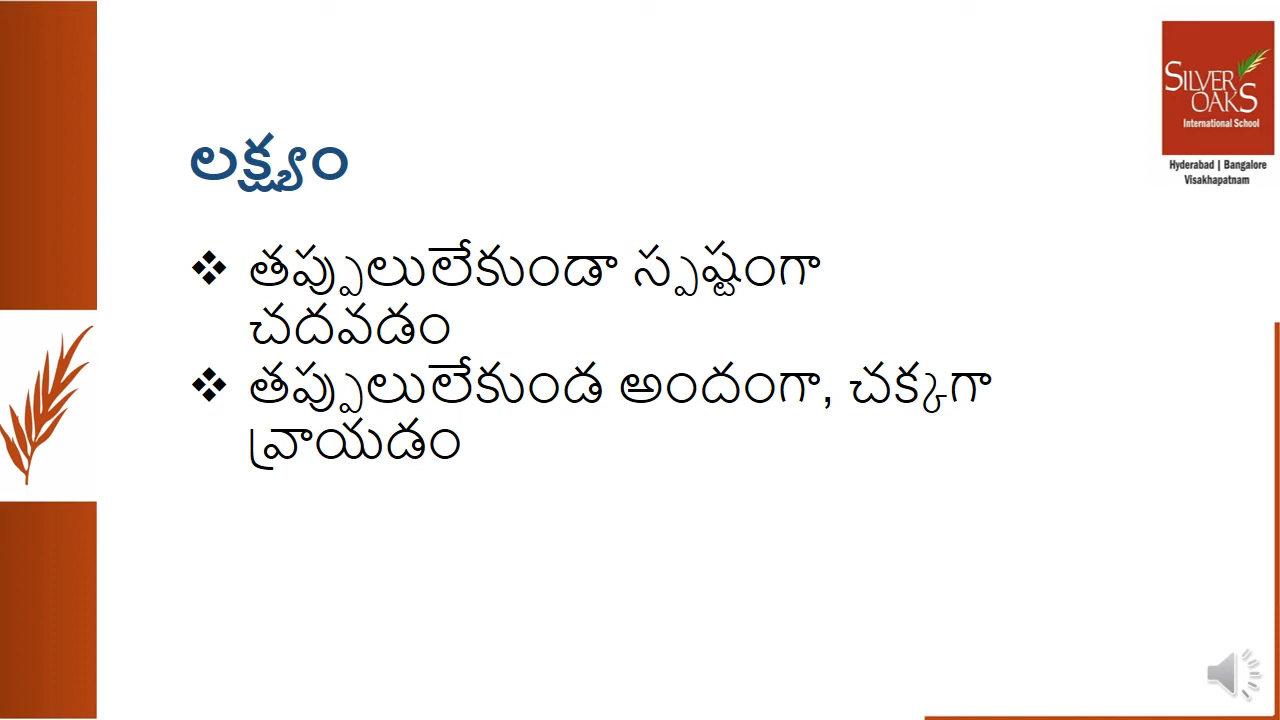 SILVER
OAKS
International School
Hyderabad | Bangalore
Visakhapatnam
లక్ష్యం
❖ తప్పులులేకుండా స్పష్టంగా
చదవడం
❖ తప్పులులేకుండ అందంగా, చక్కగా
వ్రాయడం